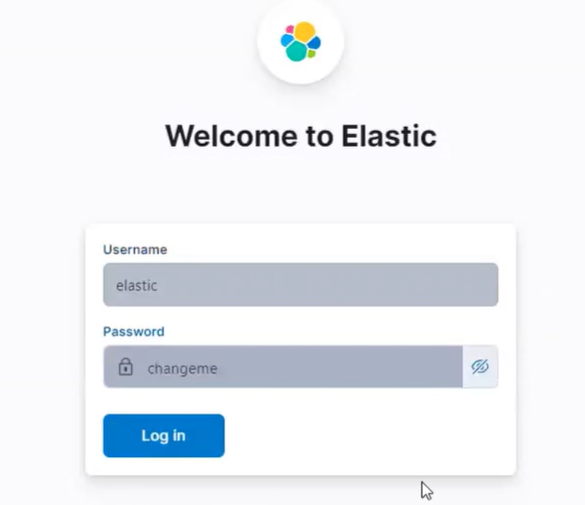 Welcome to Elastic
Username
elastic
Password
changeme
Log in